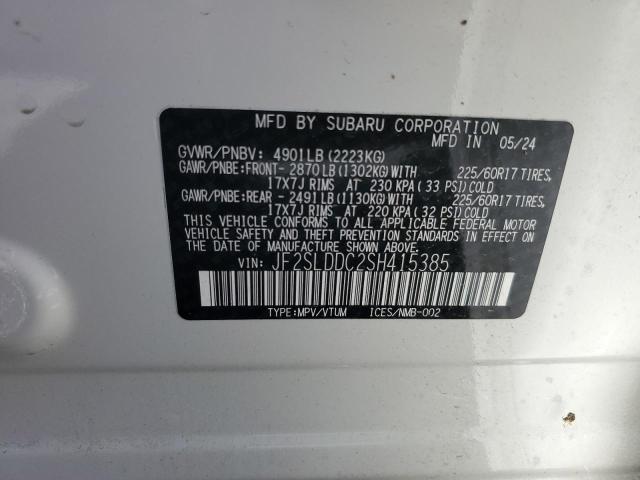 MFD BY SUBARU CORPORATION
MFD IN 05/24
GVWR/PNBV: 4901LB (2223KG)
GAWR/PNBE:FRONT- 2870LB(1302KG)WITH 225/60R17 TIRES,
17X7J RIMS AT 230 KPA (33 PSI)COLD
GAWR/PNBE:REAR - 2491LB(1130KG)WITH 225/60R17 TIRES,
17X7J RIMS AT 220 KPA (32 PSI)COLD
THIS VEHICLE CONFORMS TO ALL APPLICABLE FEDERAL MOTOR
VEHICLE SAFETY, BUMPER, AND THEFT PREVENTION STANDARDS IN
EFFECT ON THE DATE OF MANUFACTURE SHOWN ABOVE.
VIN: JF2SLDDC2SH415385
TYPE:MPV/VTUM ICES/NMB-002